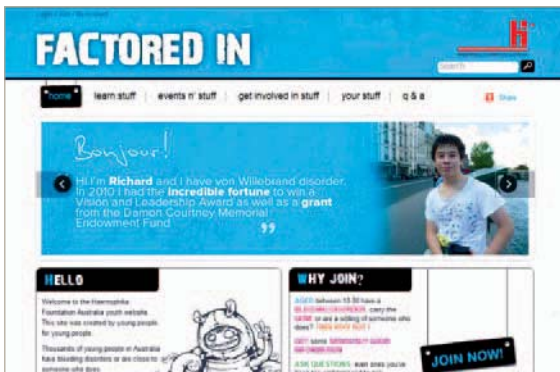 FACTORED IN
Search
home
learn stuff
events n' stuff
get involved in stuff
your stuff
q & a
Share
Bonjour!
Hi I'm Richard and I have von Willebrand disorder.
In 2010 I had the incredible fortune to win a
Vision and Leadership Award as well as a grant
from the Damon Courtney Memorial
Endowment Fund
HELLO
Welcome to the Haemophilia
Foundation Australia youth website.
This site was created by young people
for young people.
Thousands of young people in Australia
have bleeding disorders or are close to
someone who does.
WHY JOIN?
AGED between 13-30 have a
BLEEDING DISORDER, carry the
GENE or are a sibling of someone who
does?
GET some
ASK QUESTIONS, even ones you've
JOIN NOW!